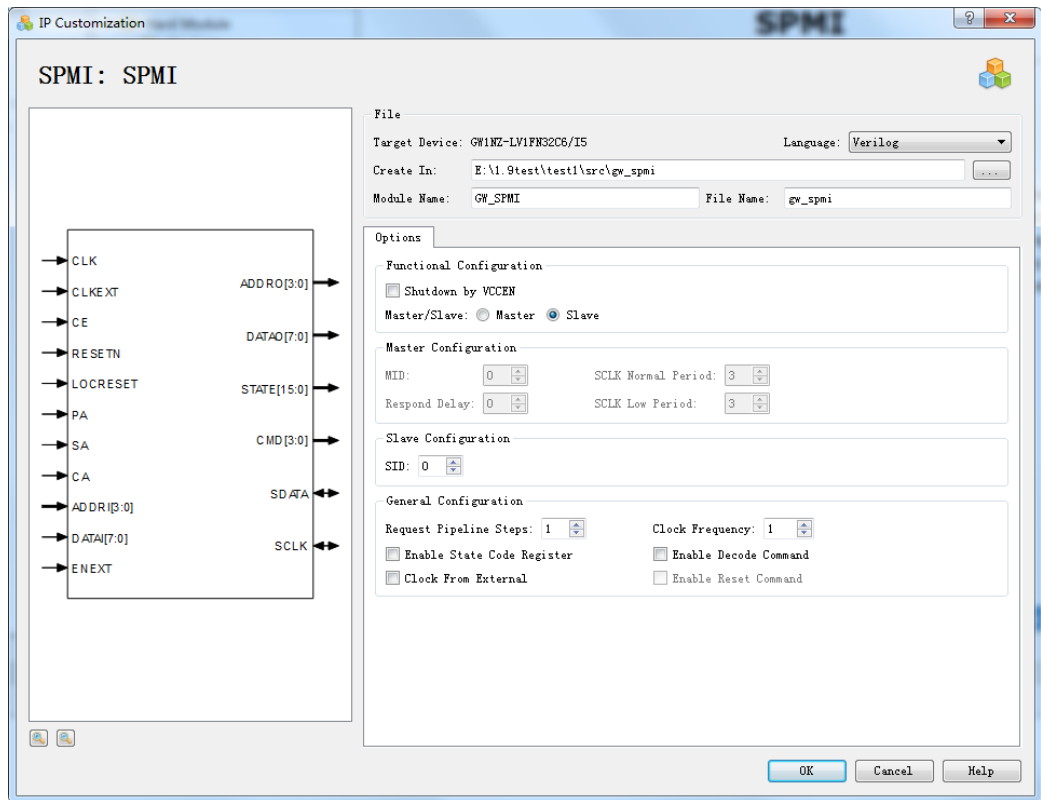 IP Customization
SPMI
SPMI: SPMI
File
Target Device: GW1NZ-LV1FN32C6/I5 Language: Verilog
Create In: E:\1.9test\test1\src\gw_spmi ...
Module Name: GW_SPMI File Name: gw_spmi
Options
Functional Configuration
Shutdown by VCCEN
Master/Slave: Master Slave
Master Configuration
MID: 0 SCLK Normal Period: 3
Respond Delay: 0 SCLK Low Period: 3
Slave Configuration
SID: 0
General Configuration
Request Pipeline Steps: 1 Clock Frequency: 1
Enable State Code Register Enable Decode Command
Clock From External Enable Reset Command
CLK
CLKEXT
CE
RESETN
LOCRESET
PA
SA
CA
ADDRI[3:0]
DATAI[7:0]
ENEXT
ADDRO[3:0]
DATAO[7:0]
STATE[15:0]
CMD[3:0]
SDATA
SCLK
OK Cancel Help